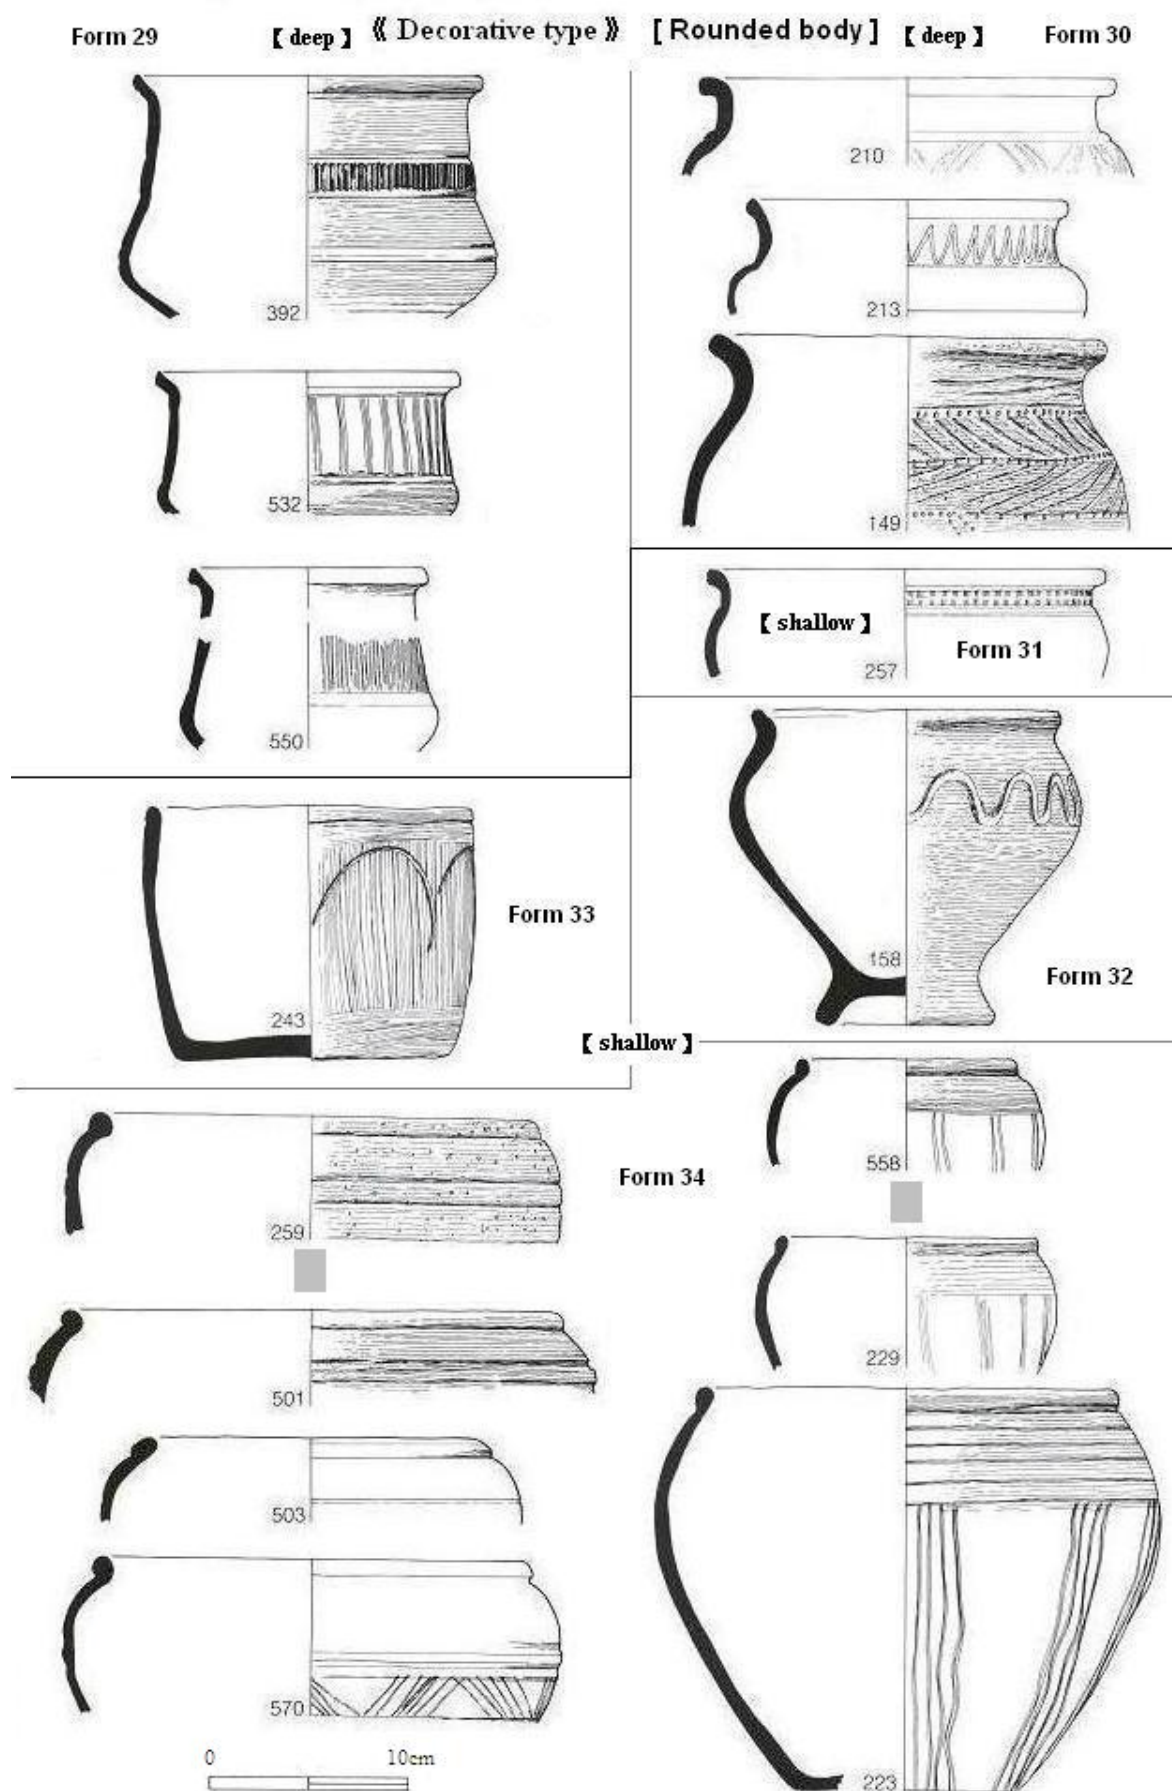 Form 29 【 deep 】 《 Decorative type 》 [ Rounded body ] 【 deep 】 Form 30
392
532
550
210
213
149
【 shallow 】
Form 31
257
Form 33
243
158
Form 32
【 shallow 】
Form 34
259
501
503
570
558
229
223
0 10cm